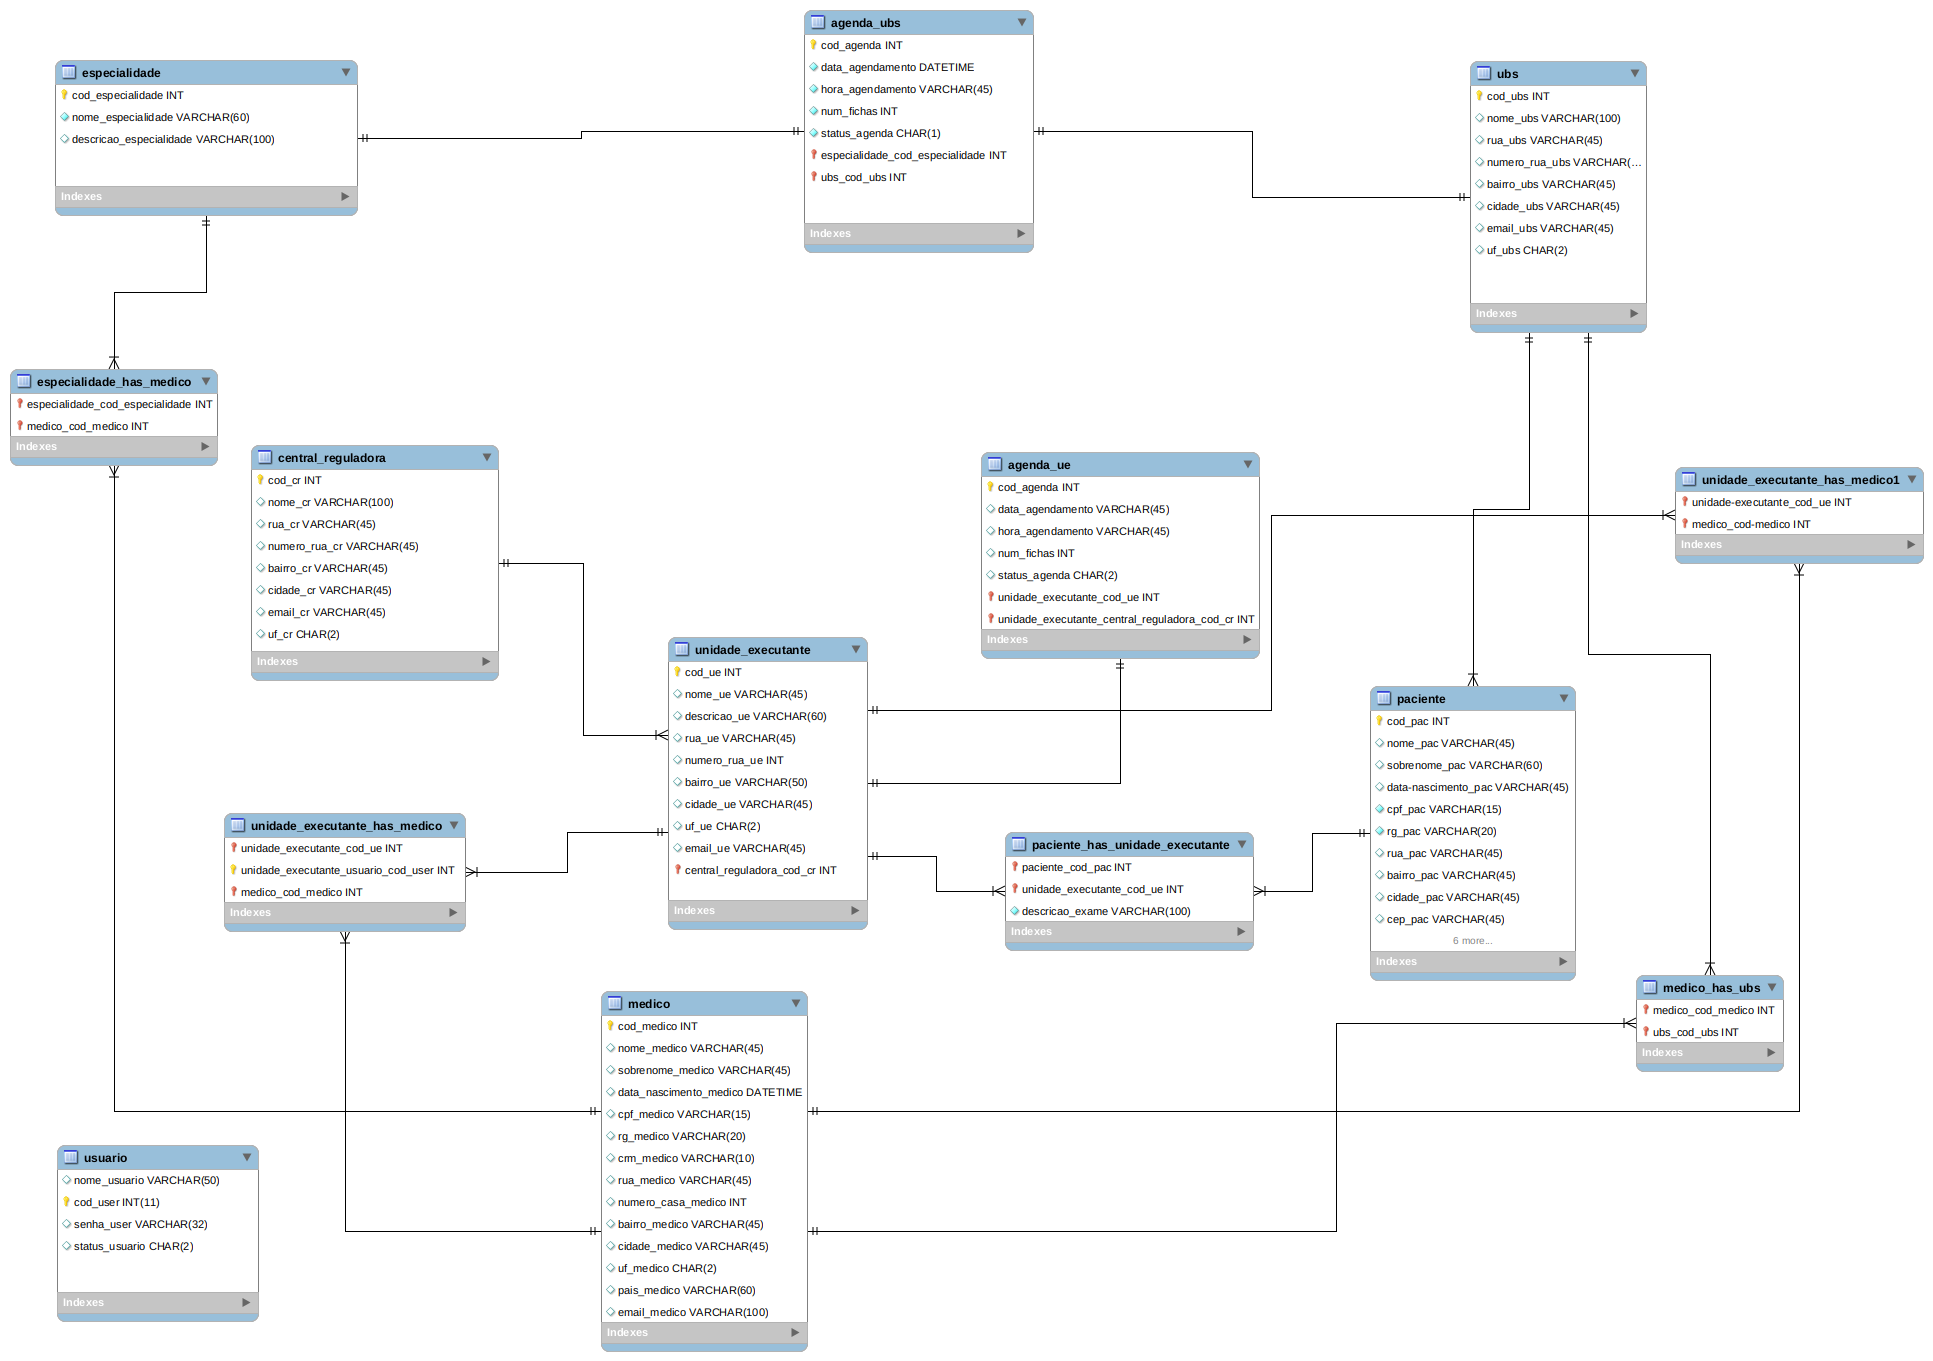 agenda_ubs
cod_agenda INT
data_agendamento DATETIME
hora_agendamento VARCHAR(45)
num_fichas INT
status_agenda CHAR(1)
especialidade_cod_especialidade INT
ubs_cod_ubs INT
Indexes
especialidade
cod_especialidade INT
nome_especialidade VARCHAR(60)
descricao_especialidade VARCHAR(100)
Indexes
ubs
cod_ubs INT
nome_ubs VARCHAR(100)
rua_ubs VARCHAR(45)
numero_rua_ubs VARCHAR(...
bairro_ubs VARCHAR(45)
cidade_ubs VARCHAR(45)
email_ubs VARCHAR(45)
uf_ubs CHAR(2)
Indexes
especialidade_has_medico
especialidade_cod_especialidade INT
medico_cod_medico INT
Indexes
central_reguladora
cod_cr INT
nome_cr VARCHAR(100)
rua_cr VARCHAR(45)
numero_rua_cr VARCHAR(45)
bairro_cr VARCHAR(45)
cidade_cr VARCHAR(45)
email_cr VARCHAR(45)
uf_cr CHAR(2)
Indexes
agenda_ue
cod_agenda INT
data_agendamento VARCHAR(45)
hora_agendamento VARCHAR(45)
num_fichas INT
status_agenda CHAR(2)
unidade_executante_cod_ue INT
unidade_executante_central_reguladora_cod_cr INT
Indexes
unidade_executante_has_medico1
unidade-executante_cod_ue INT
medico_cod-medico INT
Indexes
unidade_executante
cod_ue INT
nome_ue VARCHAR(45)
descricao_ue VARCHAR(60)
rua_ue VARCHAR(45)
numero_rua_ue INT
bairro_ue VARCHAR(50)
cidade_ue VARCHAR(45)
uf_ue CHAR(2)
email_ue VARCHAR(45)
central_reguladora_cod_cr INT
Indexes
paciente
cod_pac INT
nome_pac VARCHAR(45)
sobrenome_pac VARCHAR(60)
data-nascimento_pac VARCHAR(45)
cpf_pac VARCHAR(15)
rg_pac VARCHAR(20)
rua_pac VARCHAR(45)
bairro_pac VARCHAR(45)
cidade_pac VARCHAR(45)
cep_pac VARCHAR(45)
6 more...
Indexes
unidade_executante_has_medico
unidade_executante_cod_ue INT
unidade_executante_usuario_cod_user INT
medico_cod_medico INT
Indexes
paciente_has_unidade_executante
paciente_cod_pac INT
unidade_executante_cod_ue INT
descricao_exame VARCHAR(100)
Indexes
medico_has_ubs
medico_cod_medico INT
ubs_cod_ubs INT
Indexes
medico
cod_medico INT
nome_medico VARCHAR(45)
sobrenome_medico VARCHAR(45)
data_nascimento_medico DATETIME
cpf_medico VARCHAR(15)
rg_medico VARCHAR(20)
crm_medico VARCHAR(10)
rua_medico VARCHAR(45)
numero_casa_medico INT
bairro_medico VARCHAR(45)
cidade_medico VARCHAR(45)
uf_medico CHAR(2)
pais_medico VARCHAR(60)
email_medico VARCHAR(100)
Indexes
usuario
nome_usuario VARCHAR(50)
cod_user INT(11)
senha_user VARCHAR(32)
status_usuario CHAR(2)
Indexes